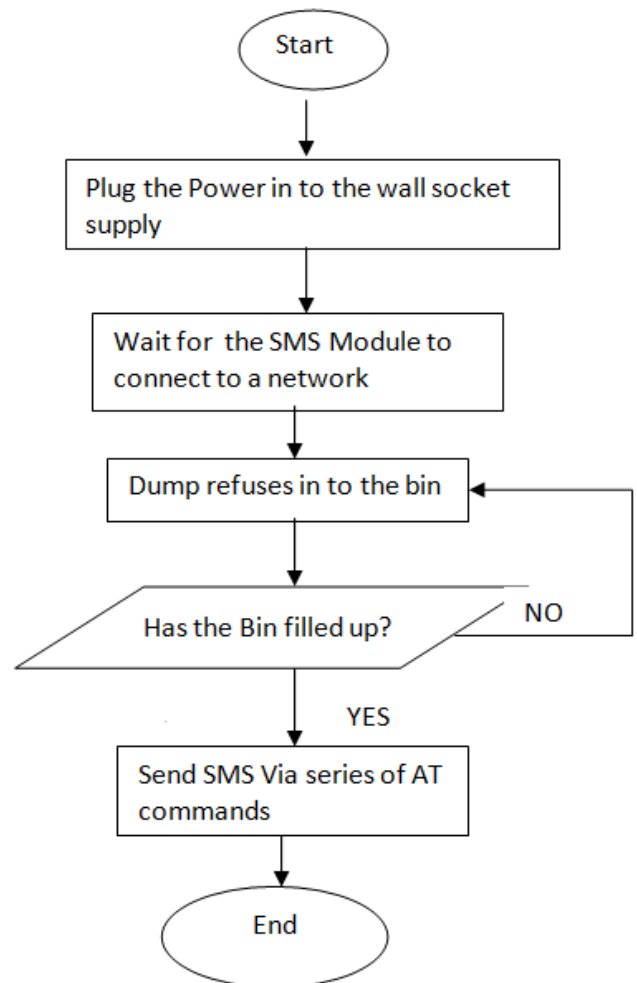 Start
Plug the Power in to the wall socket
supply
Wait for the SMS Module to
connect to a network
Dump refuses in to the bin
Has the Bin filled up?
NO
YES
Send SMS Via series of AT
commands
End